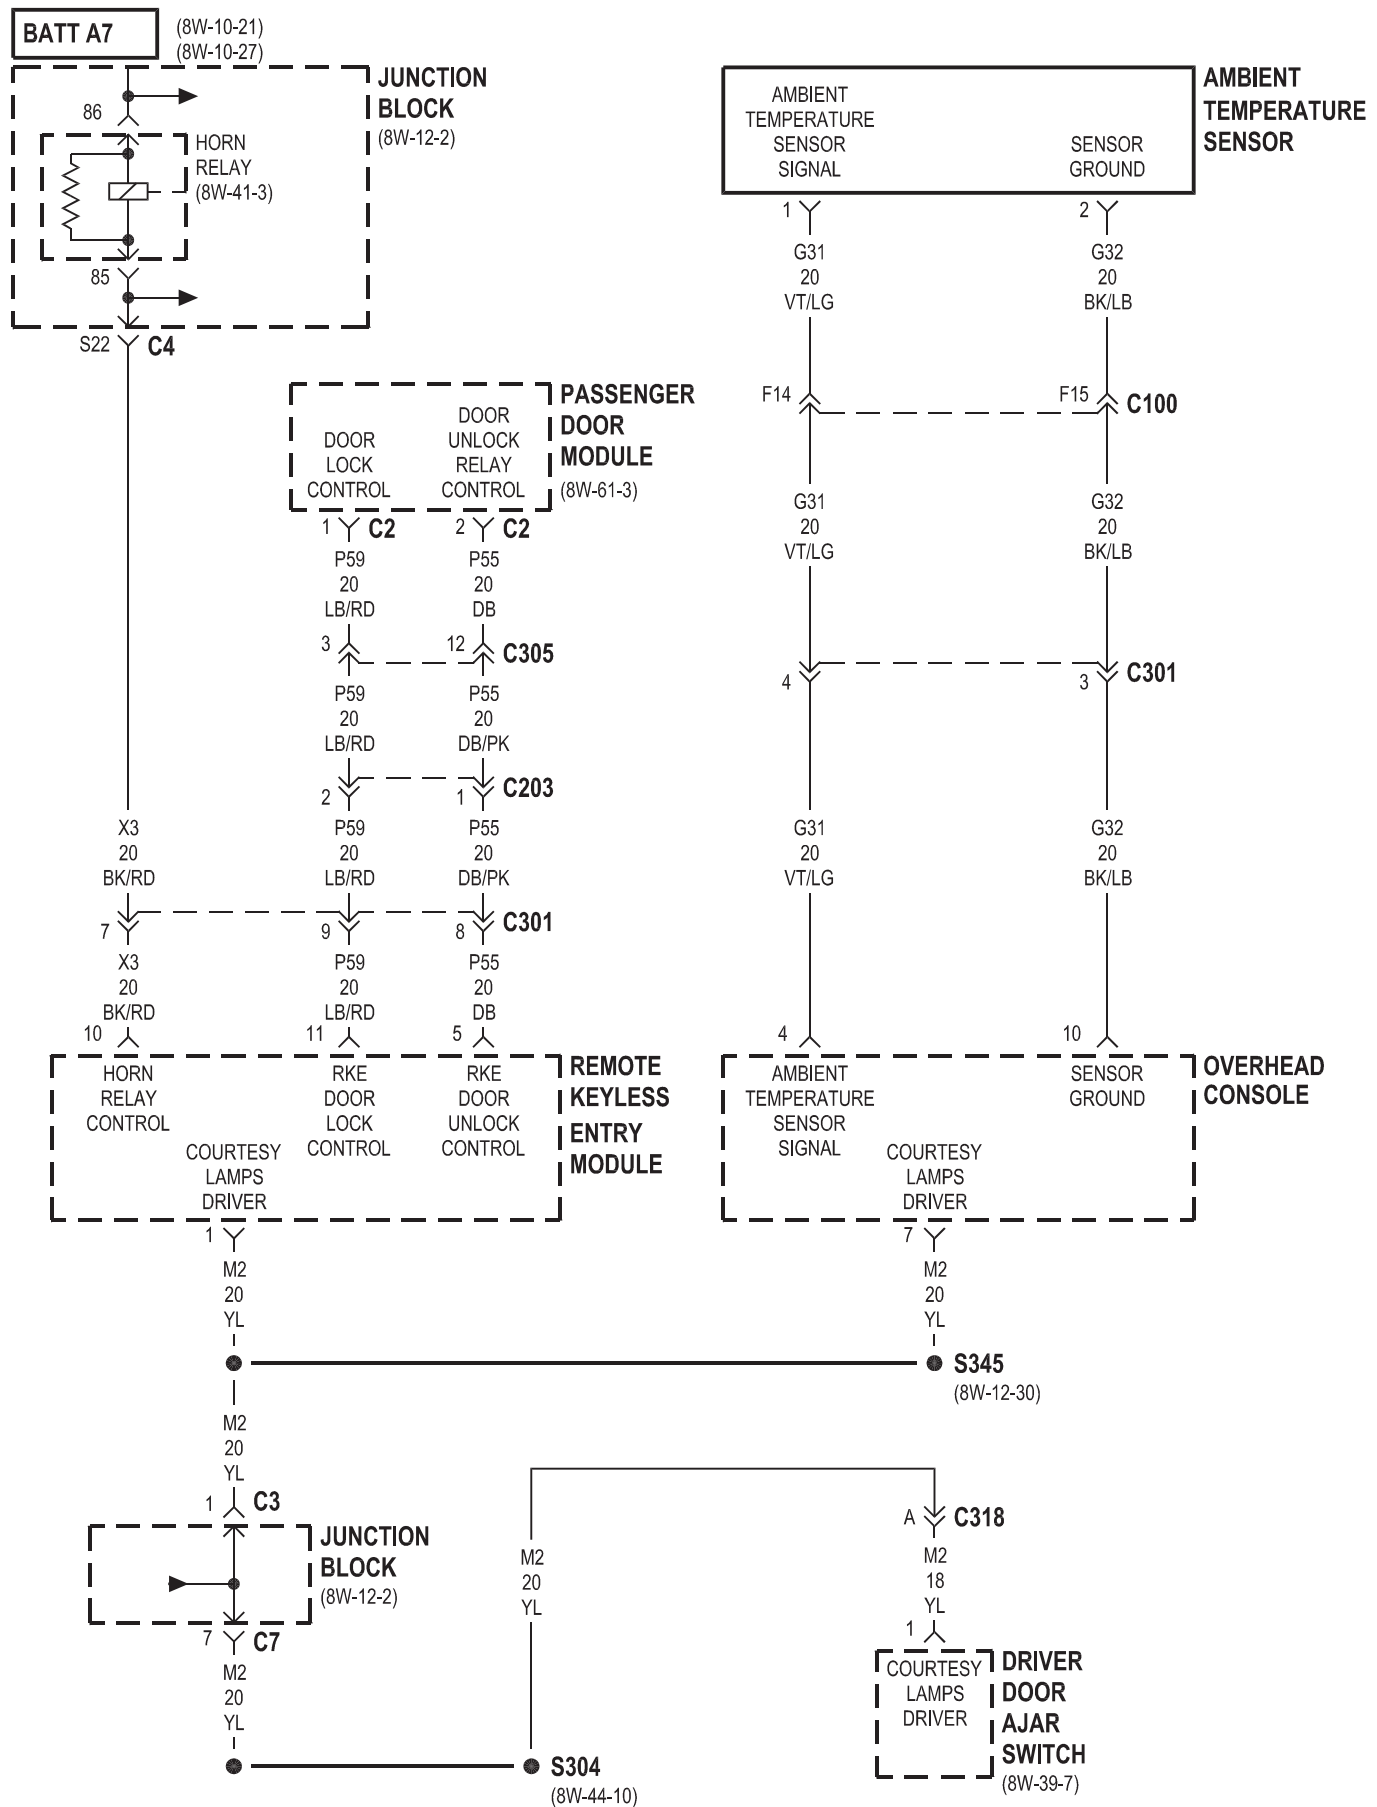 BATT A7
(8W-10-21)
(8W-10-27)
JUNCTION
BLOCK
(8W-12-2)
86
HORN
RELAY
(8W-41-3)
85
S22
C4
AMBIENT
TEMPERATURE
SENSOR
SIGNAL
SENSOR
GROUND
AMBIENT
TEMPERATURE
SENSOR
1
2
G31
20
VT/LG
G32
20
BK/LB
F14
F15
C100
G31
20
VT/LG
G32
20
BK/LB
4
3
C301
G31
20
VT/LG
G32
20
BK/LB
4
10
PASSENGER
DOOR
MODULE
(8W-61-3)
DOOR
LOCK
CONTROL
DOOR
UNLOCK
RELAY
CONTROL
1
C2
2
C2
P59
20
LB/RD
P55
20
DB
3
12
C305
P59
20
LB/RD
P55
20
DB/PK
2
1
C203
X3
20
BK/RD
P59
20
LB/RD
P55
20
DB/PK
7
9
8
C301
X3
20
BK/RD
P59
20
LB/RD
P55
20
DB
10
11
5
HORN
RELAY
CONTROL
RKE
DOOR
LOCK
CONTROL
RKE
DOOR
UNLOCK
CONTROL
COURTESY
LAMPS
DRIVER
REMOTE
KEYLESS
ENTRY
MODULE
AMBIENT
TEMPERATURE
SENSOR
SIGNAL
SENSOR
GROUND
COURTESY
LAMPS
DRIVER
OVERHEAD
CONSOLE
1
M2
20
YL
7
M2
20
YL
S345
(8W-12-30)
M2
20
YL
1
C3
JUNCTION
BLOCK
(8W-12-2)
7
C7
M2
20
YL
M2
20
YL
S304
(8W-44-10)
A
C318
M2
18
YL
1
COURTESY
LAMPS
DRIVER
DRIVER
DOOR
AJAR
SWITCH
(8W-39-7)